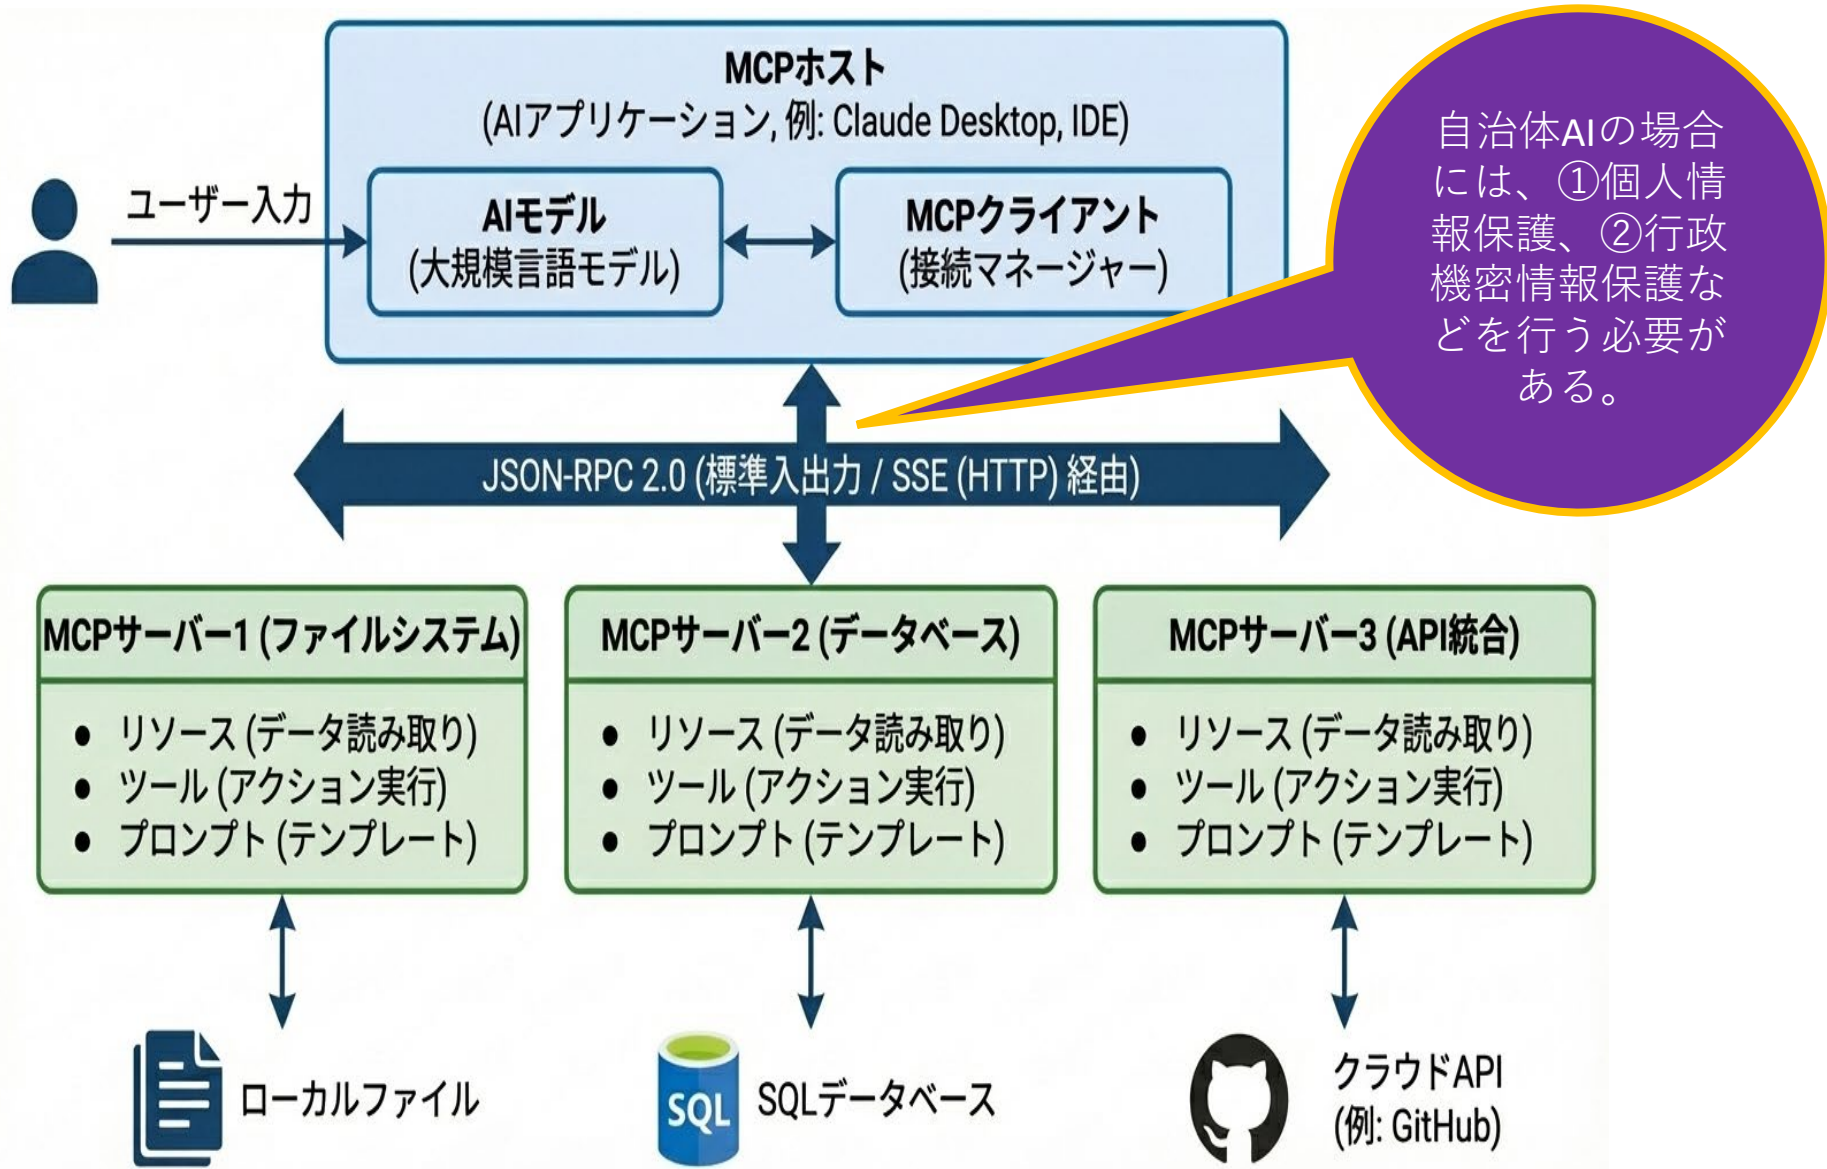 MCPホスト
(AIアプリケーション, 例: Claude Desktop, IDE)
ユーザー入力
AIモデル
(大規模言語モデル)
MCPクライアント
(接続マネージャー)
自治体AIの場合
には、①個人情
報保護、②行政
機密情報保護な
どを行う必要が
ある。
JSON-RPC 2.0 (標準入出力 / SSE (HTTP) 経由)
MCPサーバー1 (ファイルシステム)
● リソース (データ読み取り)
● ツール (アクション実行)
● プロンプト (テンプレート)
MCPサーバー2 (データベース)
● リソース (データ読み取り)
● ツール (アクション実行)
● プロンプト (テンプレート)
MCPサーバー3 (API統合)
● リソース (データ読み取り)
● ツール (アクション実行)
● プロンプト (テンプレート)
ローカルファイル
SQL
SQLデータベース
クラウドAPI
(例: GitHub)